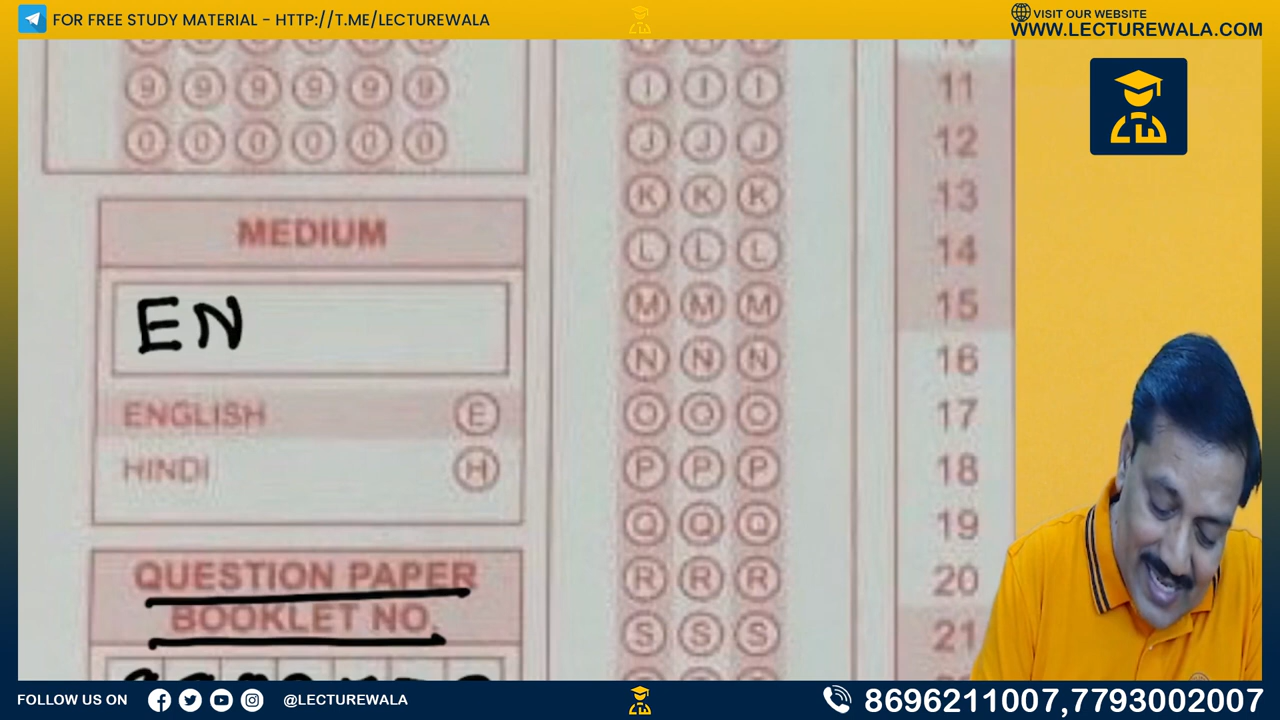 FOR FREE STUDY MATERIAL - HTTP://T.ME/LECTUREWALA
VISIT OUR WEBSITE
WWW.LECTUREWALA.COM
9 9 9 9 9 9
0 0 0 0 0 0
MEDIUM
EN
ENGLISH E
HINDI H
QUESTION PAPER
BOOKLET NO.
I I I
J J J
K K K
L L L
M M M
N N N
O O O
P P P
Q Q Q
R R R
S S S
11
12
13
14
15
16
17
18
19
20
21
FOLLOW US ON
@LECTUREWALA
8696211007,7793002007